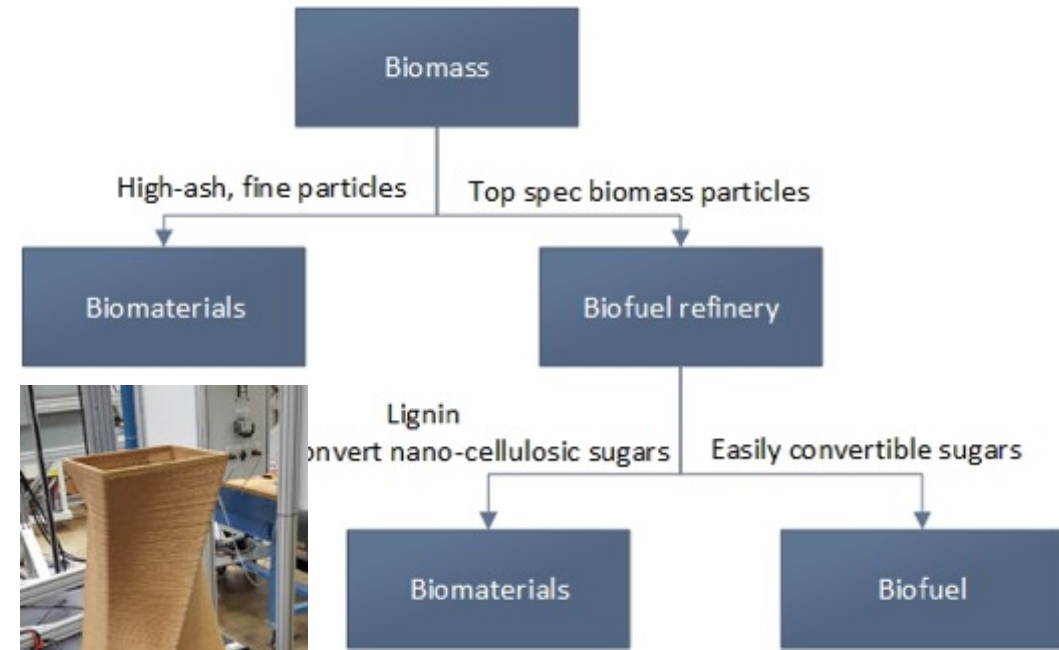 Biomass
High-ash, fine particles
Top spec biomass particles
Biomaterials
Biofuel refinery
Lignin
nano-cellulosic sugars
Easily convertible sugars
Biomaterials
Biofuel